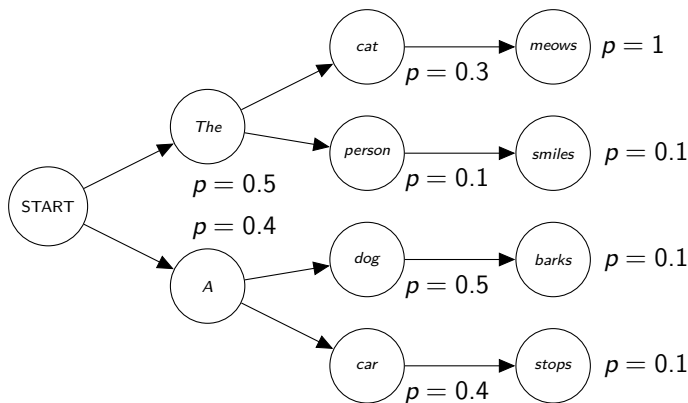 cat
meows
p = 1
p = 0.3
The
person
smiles
p = 0.1
p = 0.1
p = 0.5
START
p = 0.4
dog
barks
p = 0.1
A
p = 0.5
car
stops
p = 0.1
p = 0.4